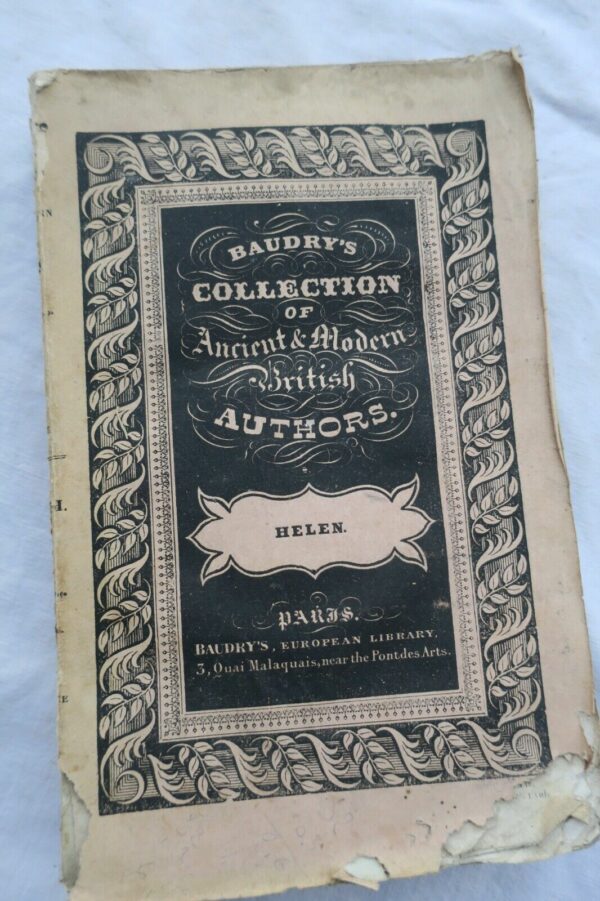 BAUDRY'S
COLLECTION
OF
Ancient & Modern
British
AUTHORS.
HELEN.
PARIS.
BAUDRY'S, EUROPEAN LIBRARY,
3, Quai Malaquais, near the Pont des Arts.